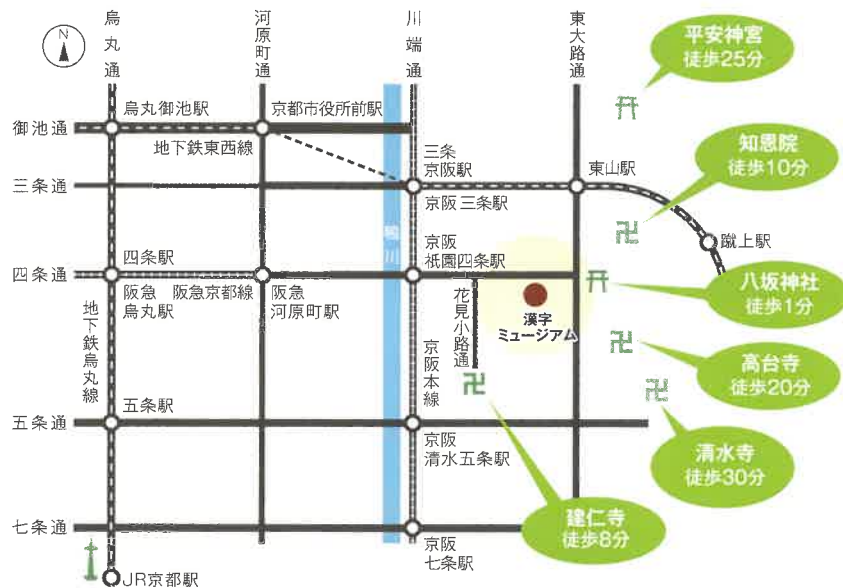 N
烏丸通
河原町通
川端通
東大路通
平安神宮
徒歩25分
烏丸御池駅
京都市役所前駅
御池通
地下鉄東西線
三条
京阪駅
知恩院
徒歩10分
三条通
東山駅
京阪三条駅
蹴上駅
四条駅
京阪
祇園四条駅
四条通
阪急
烏丸駅
阪急京都線
阪急
河原町駅
花見小路通
漢字
ミュージアム
八坂神社
徒歩1分
地下鉄烏丸線
京阪本線
高台寺
徒歩20分
五条駅
五条通
京阪
清水五条駅
清水寺
徒歩30分
七条通
京阪
七条駅
建仁寺
徒歩8分
JR京都駅